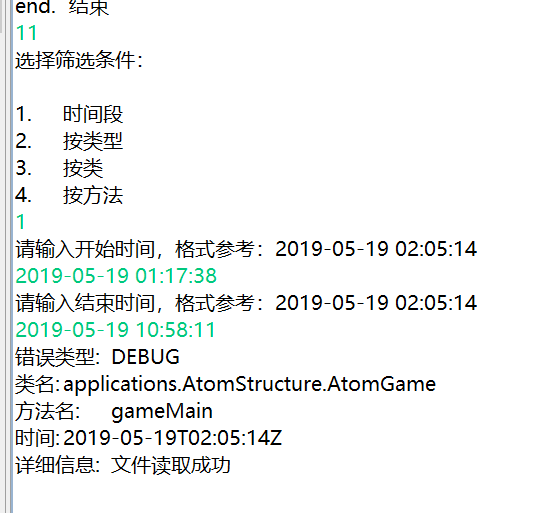 end. 结束
11
选择筛选条件：
1. 时间段
2. 按类型
3. 按类
4. 按方法
1
请输入开始时间，格式参考：2019-05-19 02:05:14
2019-05-19 01:17:38
请输入结束时间，格式参考：2019-05-19 02:05:14
2019-05-19 10:58:11
错误类型: DEBUG
类名: applications.AtomStructure.AtomGame
方法名: gameMain
时间: 2019-05-19T02:05:14Z
详细信息: 文件读取成功